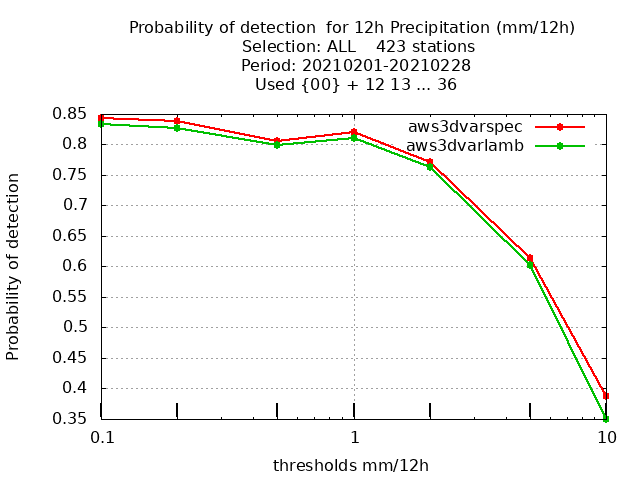 Probability of detection  for 12h Precipitation (mm/12h)
Selection: ALL    423 stations
Period: 20210201-20210228
Used {00} + 12 13 ... 36
aws3dvarspec
aws3dvarlamb
Probability of detection
0.85
0.8
0.75
0.7
0.65
0.6
0.55
0.5
0.45
0.4
0.35
0.1
1
10
thresholds mm/12h